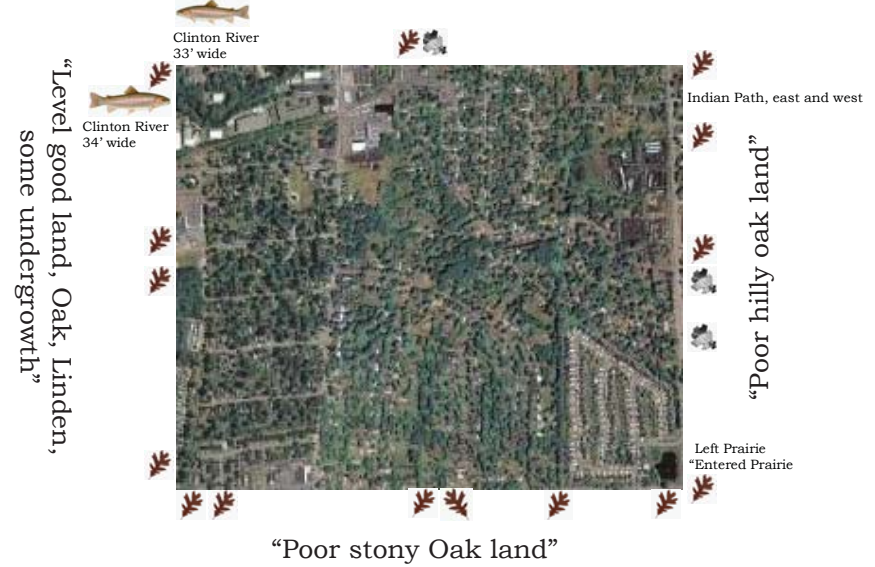 Clinton River
33’ wide
Clinton River
34’ wide
“Level good land, Oak, Linden,
some undergrowth”
Indian Path, east and west
“Poor hilly oak land”
Left Prairie
“Entered Prairie
“Poor stony Oak land”